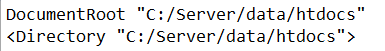 DocumentRoot "C:/Server/data/htdocs"
<Directory "C:/Server/data/htdocs">